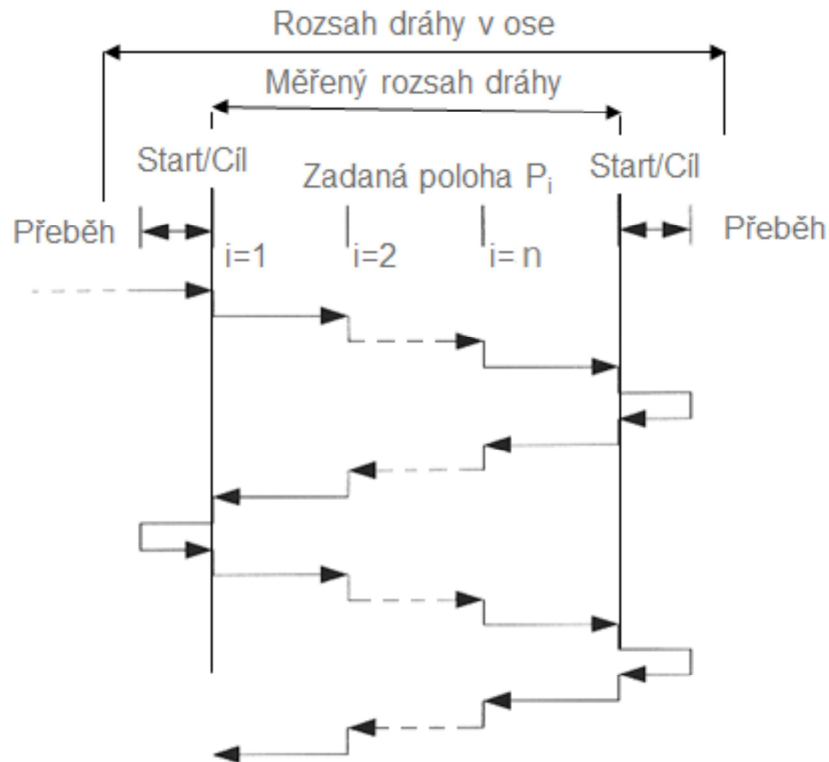 Rozsah dráhy v ose
Měřený rozsah dráhy
Start/Cíl
Zadaná poloha Pi
Start/Cíl
Přeběh
Přeběh
i=1
i=2
i= n